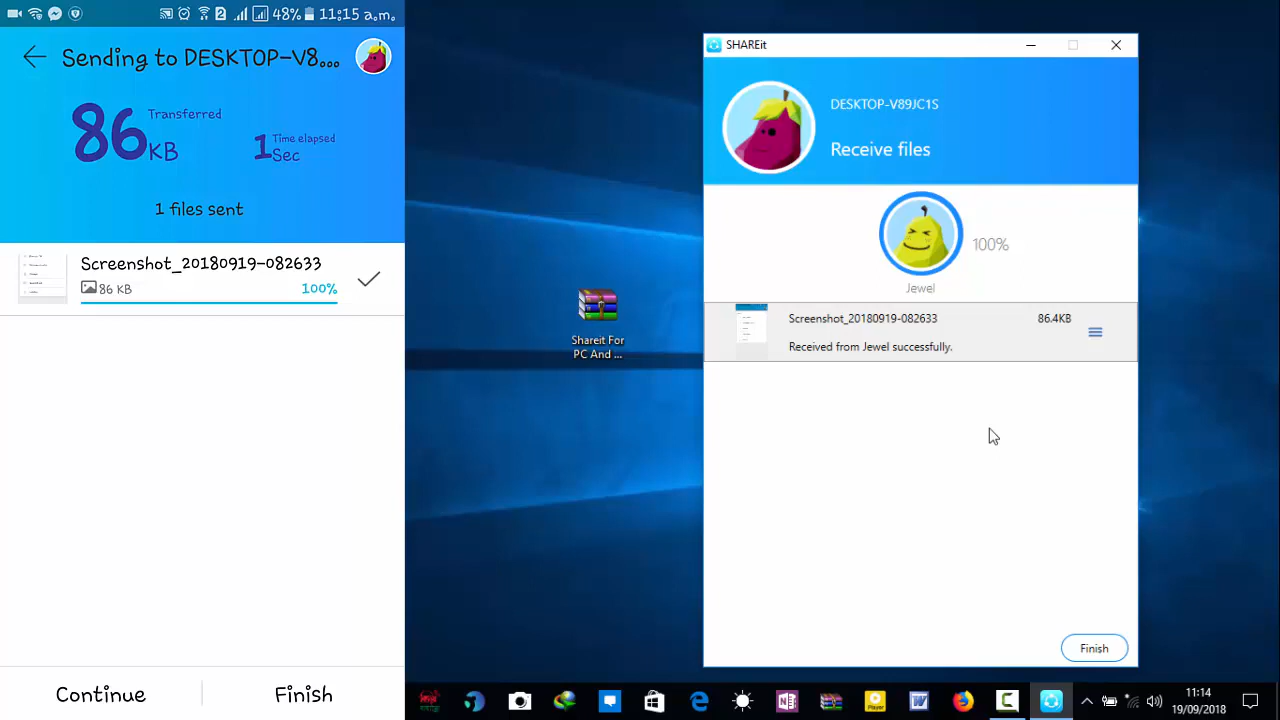 48% 11:15 a.m.
Sending to DESKTOP-V8...
86 KB
Transferred
1 Sec
Time elapsed
1 files sent
Screenshot_20180919-082633
86 KB
100%
Continue
Finish
Shareit For
PC And ...
SHAREit
DESKTOP-V89JC1S
Receive files
100%
Jewel
Screenshot_20180919-082633
86.4KB
Received from Jewel successfully.
Finish
Player
11:14
19/09/2018